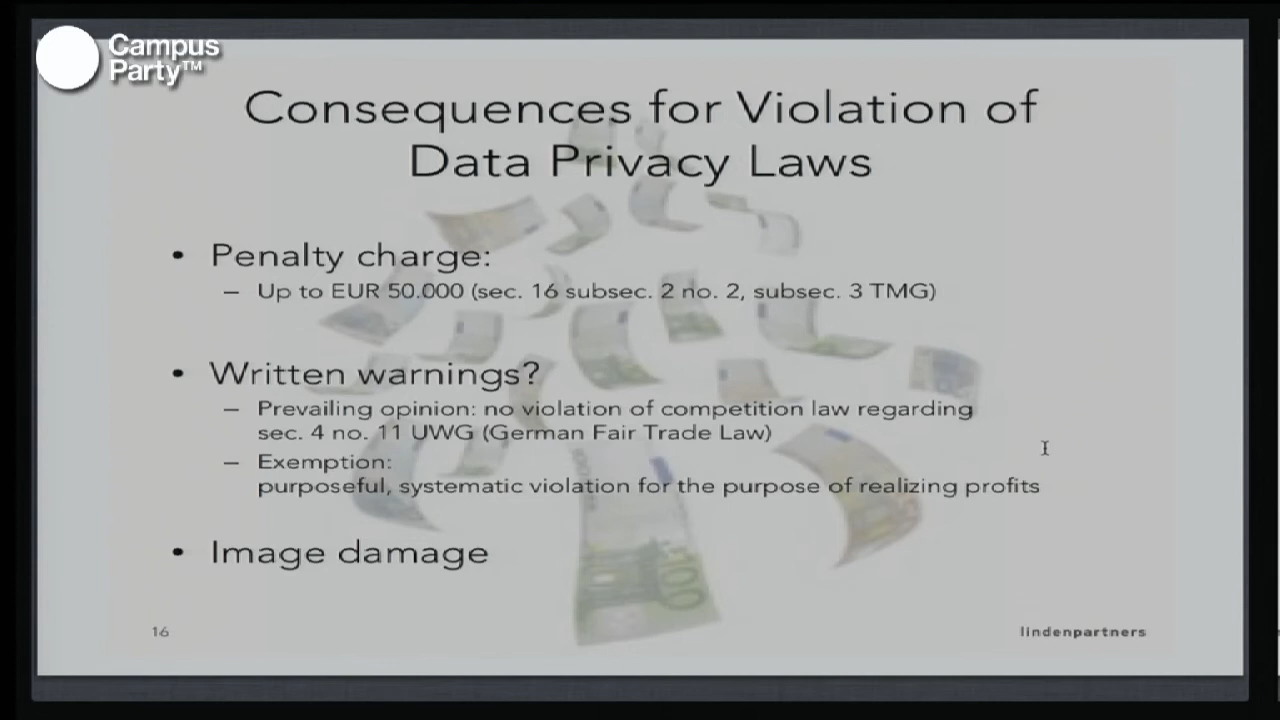 Campus
Party™
Consequences for Violation of
Data Privacy Laws
• Penalty charge:
– Up to EUR 50.000 (sec. 16 subsec. 2 no. 2, subsec. 3 TMG)
• Written warnings?
– Prevailing opinion: no violation of competition law regarding
sec. 4 no. 11 UWG (German Fair Trade Law)
– Exemption:
purposeful, systematic violation for the purpose of realizing profits
• Image damage
100
16
lindenpartners